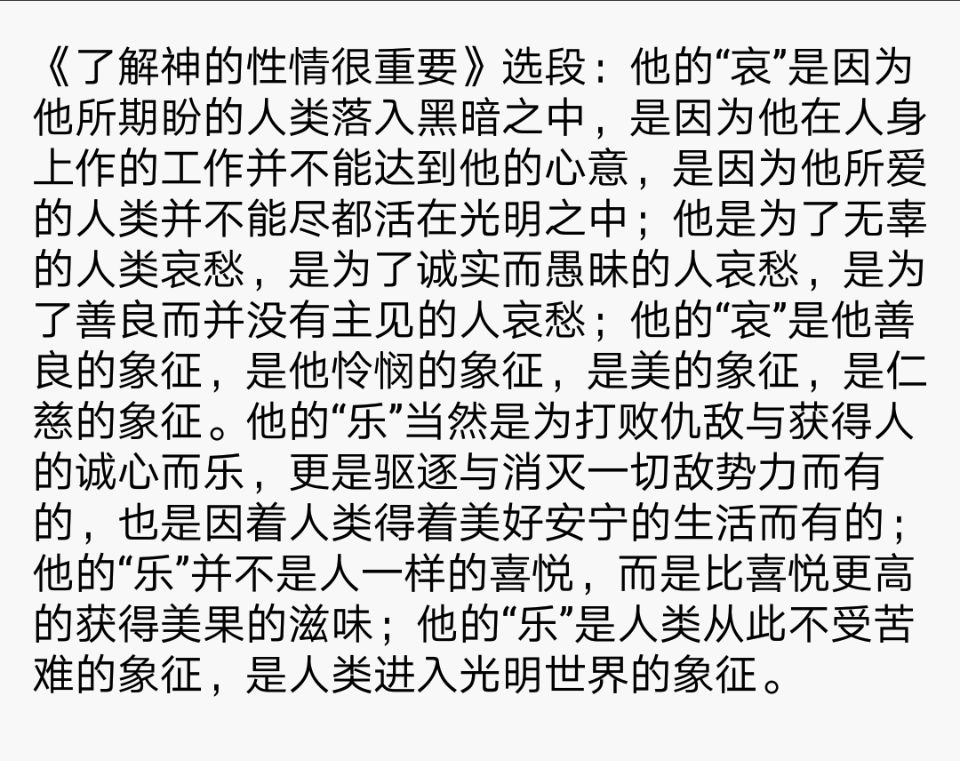 《了解神的性情很重要》选段：他的“哀”是因为
他所期盼的人类落入黑暗之中，是因为他在人身
上作的工作并不能达到他的心意，是因为他所爱
的人类并不能尽都活在光明之中；他是为了无辜
的人类哀愁，是为了诚实而愚昧的人哀愁，是为
了善良而并没有主见的人哀愁；他的“哀”是他善
良的象征，是他怜悯的象征，是美的象征，是仁
慈的象征。他的“乐”当然是为打败仇敌与获得人
的诚心而乐，更是驱逐与消灭一切敌势力而有
的，也是因着人类得着美好安宁的生活而有的；
他的“乐”并不是人一样的喜悦，而是比喜悦更高
的获得美果的滋味；他的“乐”是人类从此不受苦
难的象征，是人类进入光明世界的象征。